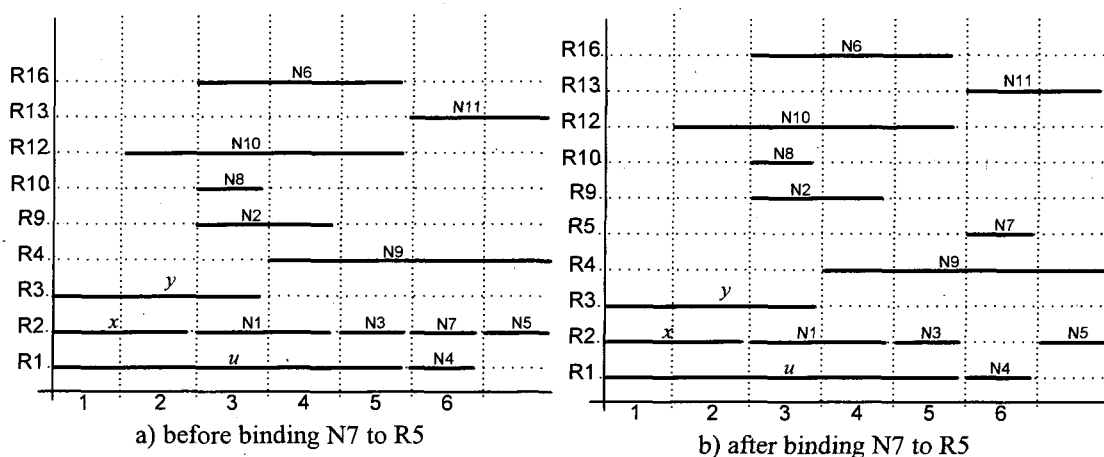 R16 N6
R13 N11
R12 N10
R10 N8
R9 N2
R4 N9
R3 y
R2 x N1 N3 N7 N5
R1 u N4
1 2 3 4 5 6
a) before binding N7 to R5
R16 N6
R13 N11
R12 N10
R10 N8
R9 N2
R5 N7
R4 N9
R3 y
R2 x N1 N3 N5
R1 u N4
1 2 3 4 5 6
b) after binding N7 to R5